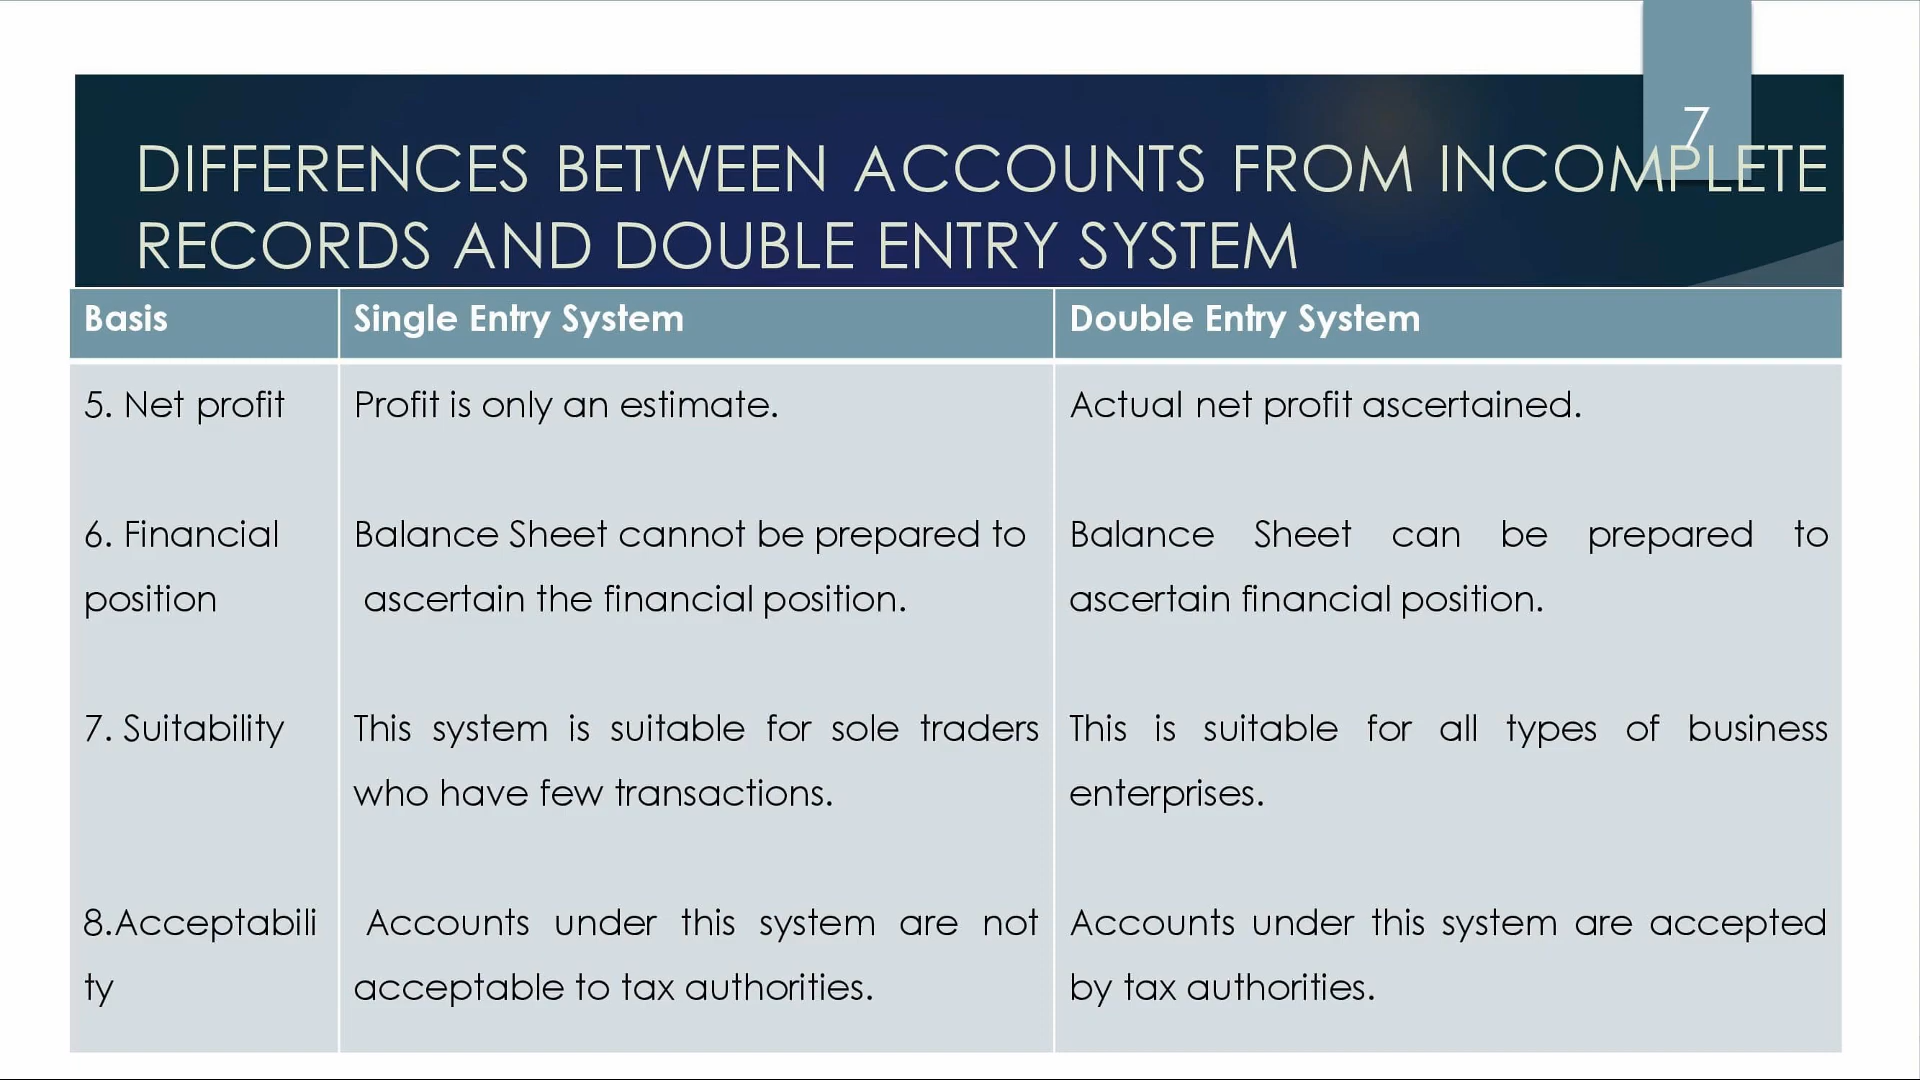 7
DIFFERENCES BETWEEN ACCOUNTS FROM INCOMPLETE
RECORDS AND DOUBLE ENTRY SYSTEM
Basis
Single Entry System
Double Entry System
5. Net profit
Profit is only an estimate.
Actual net profit ascertained.
6. Financial
position
Balance Sheet cannot be prepared to
ascertain the financial position.
Balance Sheet can be prepared to
ascertain financial position.
7. Suitability
This system is suitable for sole traders
who have few transactions.
This is suitable for all types of business
enterprises.
8.Acceptabili
ty
Accounts under this system are not
acceptable to tax authorities.
Accounts under this system are accepted
by tax authorities.